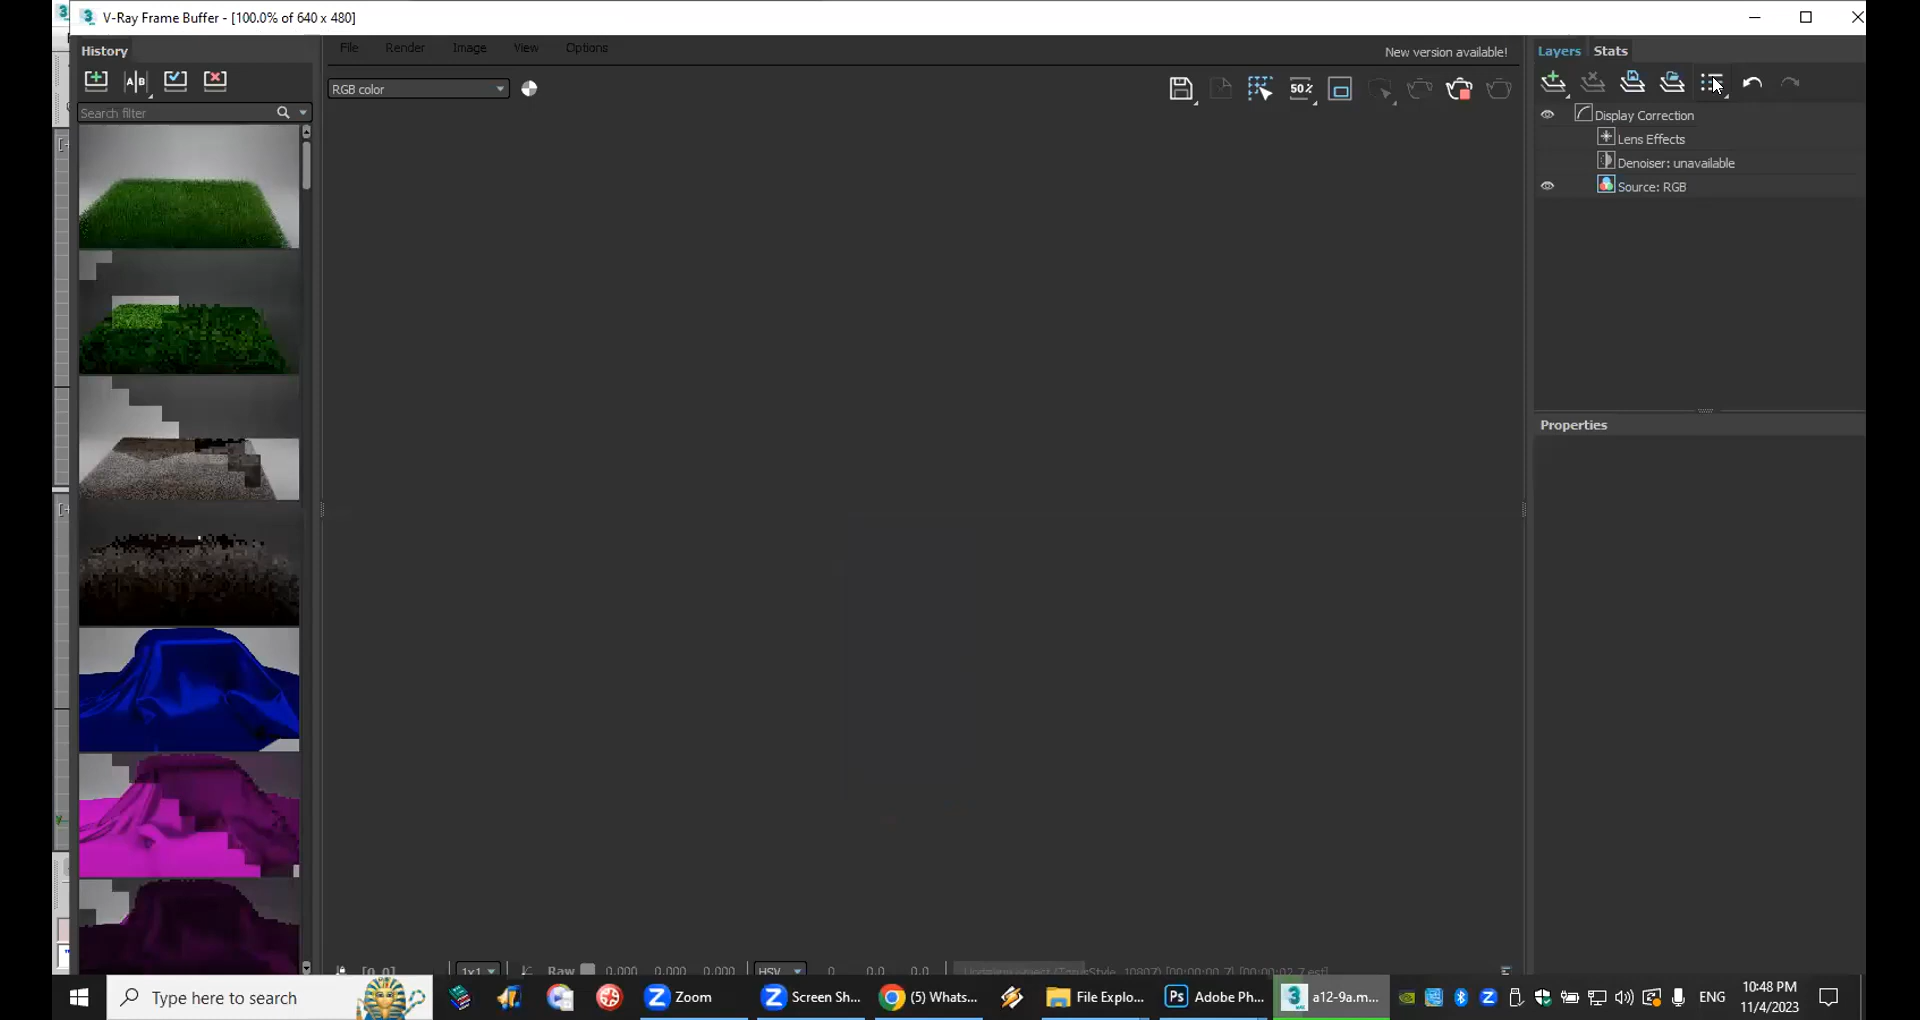 V-Ray Frame Buffer - [100.0% of 640 x 480]
History
File Render Image View Options
New version available!
Layers Stats
A|B
RGB color
50%
Search filter
Display Correction
Lens Effects
Denoiser: unavailable
Source: RGB
Properties
[0, 0] 1x1 Raw 0.000 0.000 0.000 HSV 0 0.0 0.0
Type here to search
Zoom
Screen Sh...
(5) Whats...
File Explo...
Adobe Ph...
a12-9a.m...
ENG
10:48 PM
11/4/2023